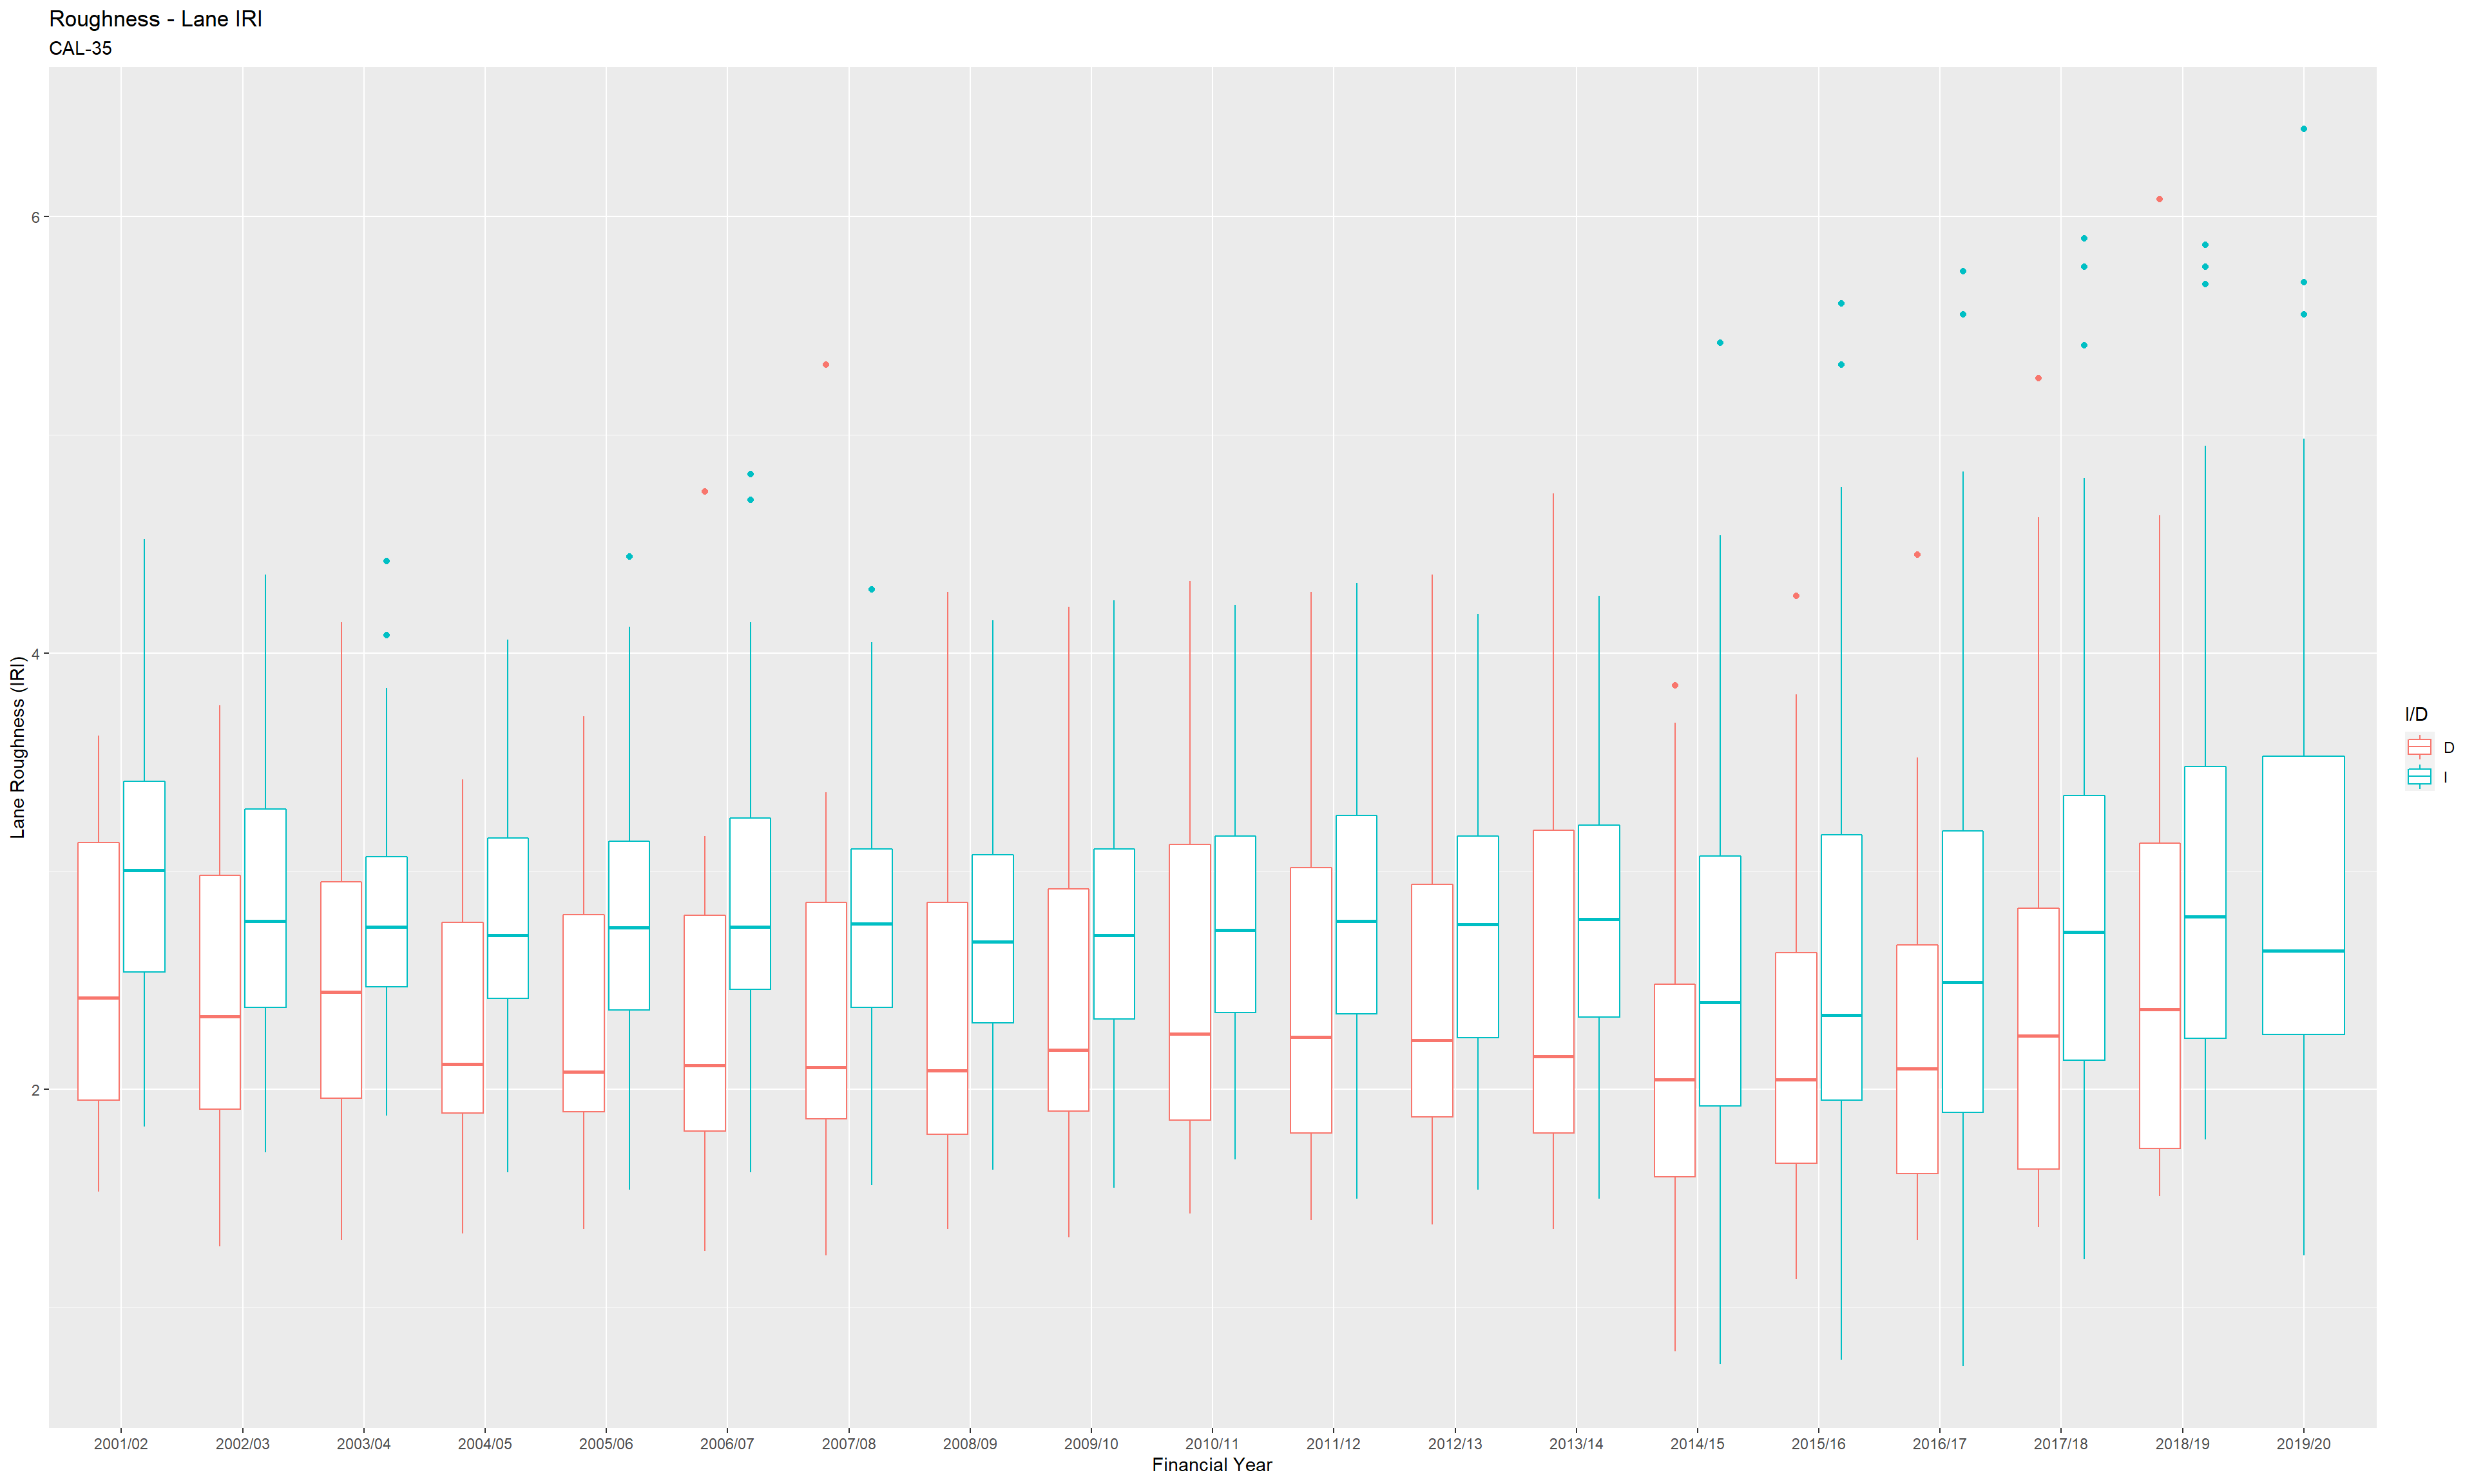 Roughness - Lane IRI
CAL-35
Lane Roughness (IRI)
6
4
2
2001/02 2002/03 2003/04 2004/05 2005/06 2006/07 2007/08 2008/09 2009/10 2010/11 2011/12 2012/13 2013/14 2014/15 2015/16 2016/17 2017/18 2018/19 2019/20
Financial Year
I/D
D
I